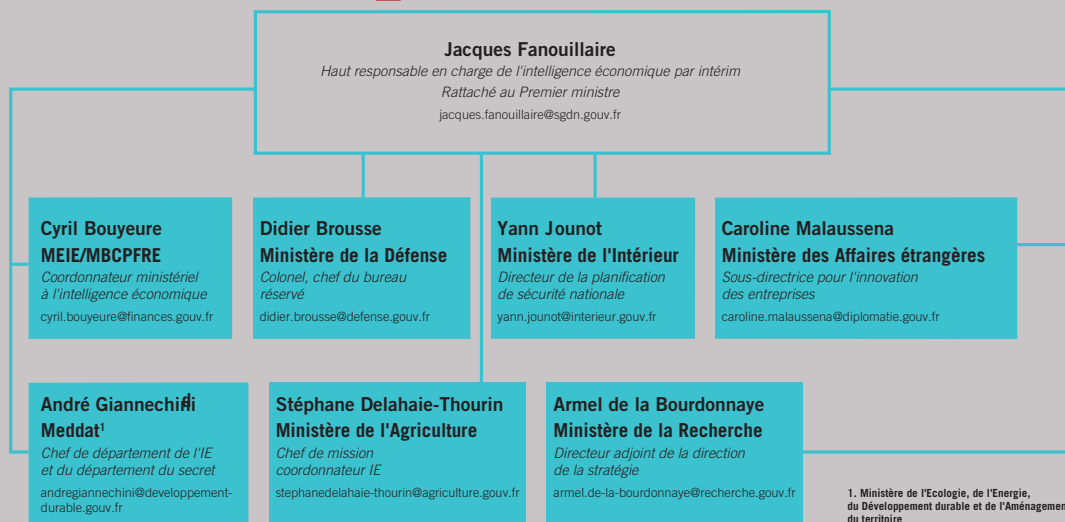 Jacques Fanouillaire
Haut responsable en charge de l'intelligence économique par intérim
Rattaché au Premier ministre
jacques.fanouillaire@sgdn.gouv.fr
Cyril Bouyeure
MEIE/MBCPFRE
Coordonnateur ministériel
à l'intelligence économique
cyril.bouyeure@finances.gouv.fr
Didier Brousse
Ministère de la Défense
Colonel, chef du bureau
réservé
didier.brousse@defense.gouv.fr
Yann Jounot
Ministère de l'Intérieur
Directeur de la planification
de sécurité nationale
yann.jounot@interieur.gouv.fr
Caroline Malaussena
Ministère des Affaires étrangères
Sous-directrice pour l'innovation
des entreprises
caroline.malaussena@diplomatie.gouv.fr
André Giannechini
Meddat¹
Chef de département de l'IE
et du département du secret
andregiannechini@developpement-
durable.gouv.fr
Stéphane Delahaie-Thourin
Ministère de l'Agriculture
Chef de mission
coordonnateur IE
stephanedelahaie-thourin@agriculture.gouv.fr
Armel de la Bourdonnaye
Ministère de la Recherche
Directeur adjoint de la direction
de la stratégie
armel.de-la-bourdonnaye@recherche.gouv.fr
1. Ministère de l'Ecologie, de l'Energie,
du Développement durable et de l'Aménagemen
du territoire